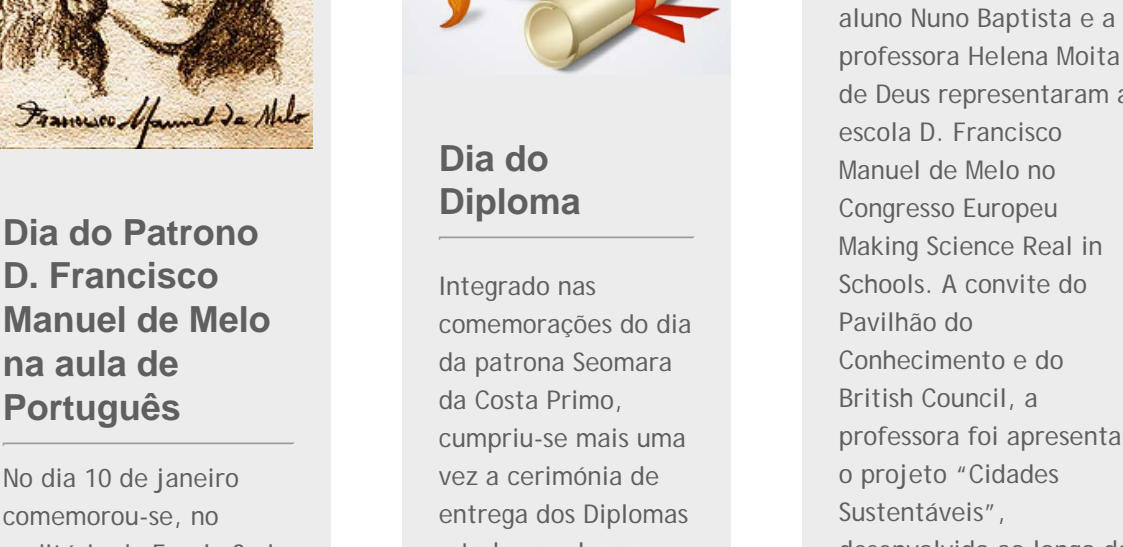 Francisco Manuel de Mello
Dia do Patrono
D. Francisco
Manuel de Melo
na aula de
Português
No dia 10 de janeiro
comemorou-se, no
Dia do
Diploma
Integrado nas
comemorações do dia
da patrona Seomara
da Costa Primo,
cumpriu-se mais uma
vez a cerimónia de
entrega dos Diplomas
aluno Nuno Baptista e a
professora Helena Moita
de Deus representaram a
escola D. Francisco
Manuel de Melo no
Congresso Europeu
Making Science Real in
Schools. A convite do
Pavilhão do
Conhecimento e do
British Council, a
professora foi apresenta
o projeto “Cidades
Sustentáveis”,